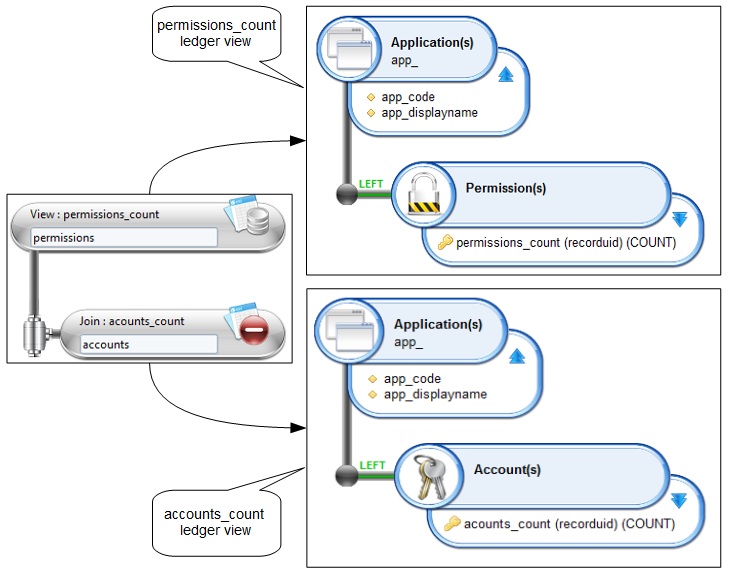 permissions_count
ledger view
Application(s)
app_
app_code
app_displayname
LEFT
Permission(s)
permissions_count (recorduid) (COUNT)
View : permissions_count
permissions
Join : acounts_count
accounts
Application(s)
app_
app_code
app_displayname
LEFT
Account(s)
acounts_count (recorduid) (COUNT)
accounts_count
ledger view